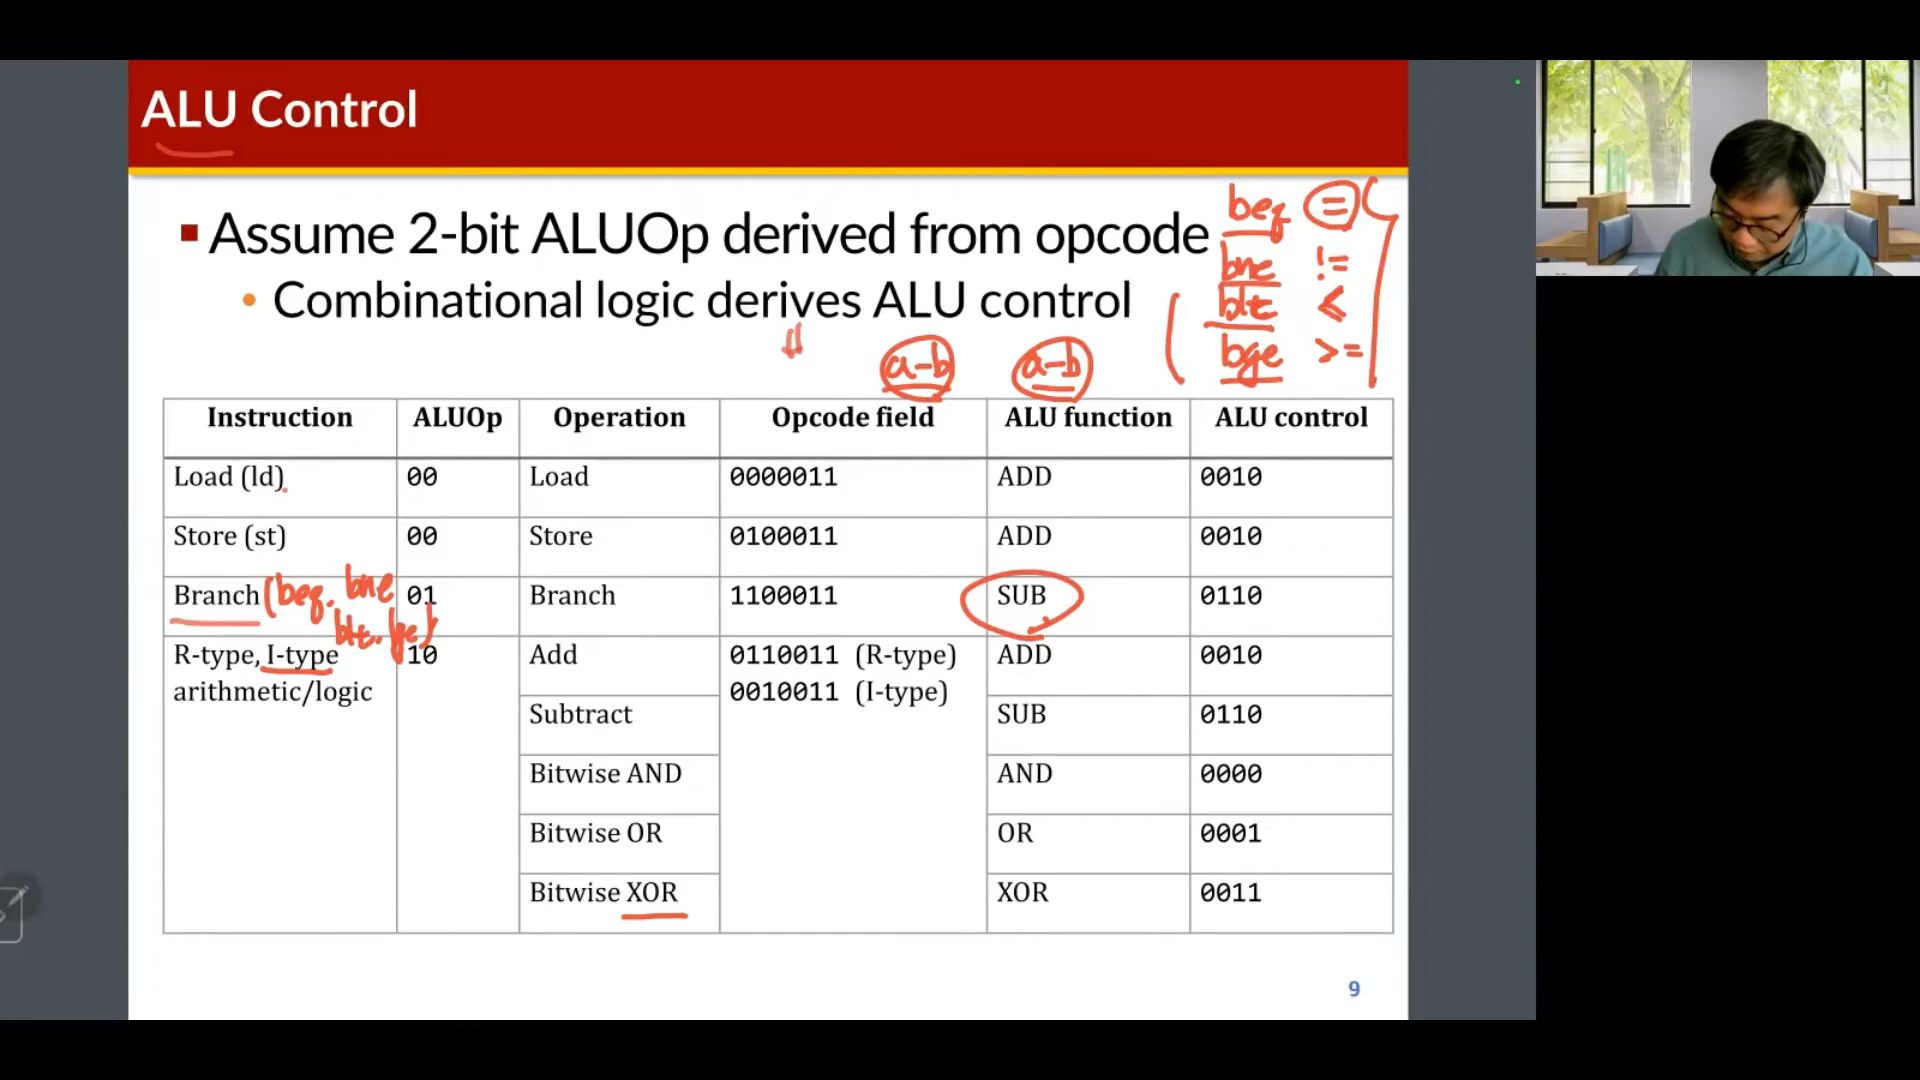 ALU Control
Assume 2-bit ALUOp derived from opcode
Combinational logic derives ALU control
beq =
bne !=
blt <
bge >=
a-b a-b
Instruction ALUOp Operation Opcode field ALU function ALU control
Load (ld) 00 Load 0000011 ADD 0010
Store (st) 00 Store 0100011 ADD 0010
Branch (beq. bne 01 Branch 1100011 SUB 0110
blt. bge)
R-type, I-type 10 Add 0110011 (R-type) ADD 0010
arithmetic/logic 0010011 (I-type)
Subtract SUB 0110
Bitwise AND AND 0000
Bitwise OR OR 0001
Bitwise XOR XOR 0011
9